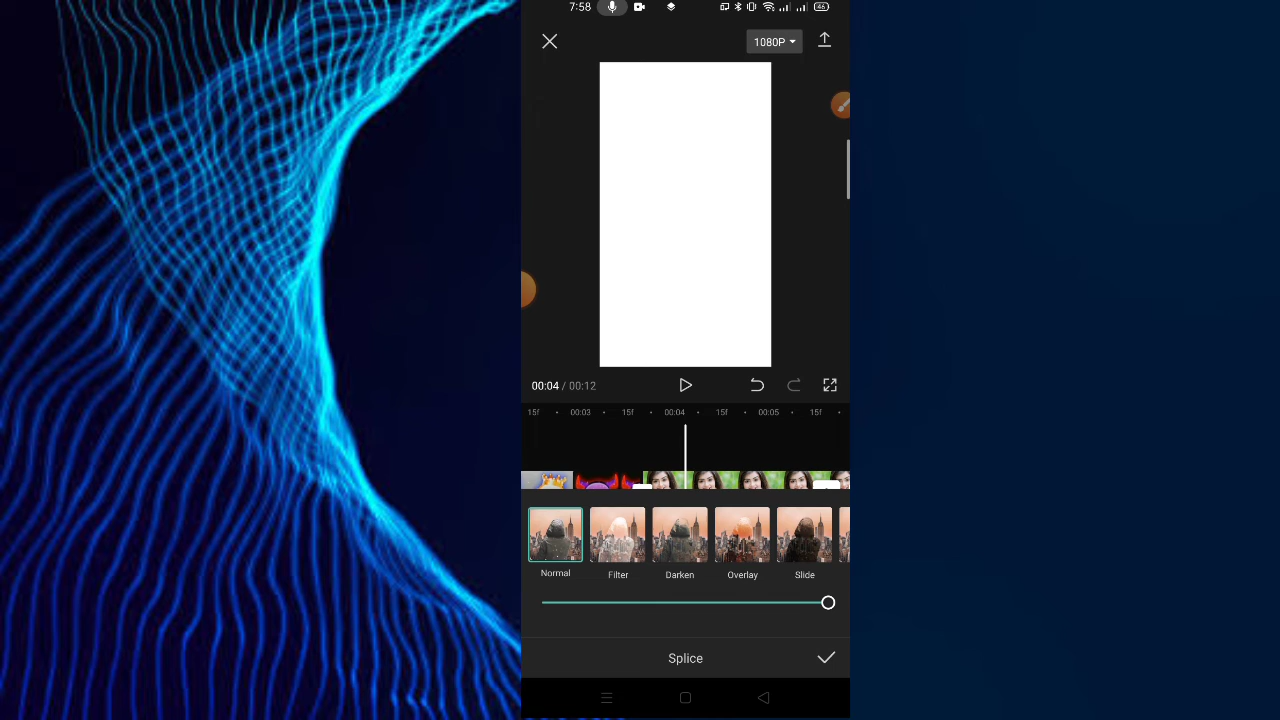 7:58
46
1080P
00:04 / 00:12
15f 00:03 15f 00:04 15f 00:05 15f
Normal Filter Darken Overlay Slide
Splice